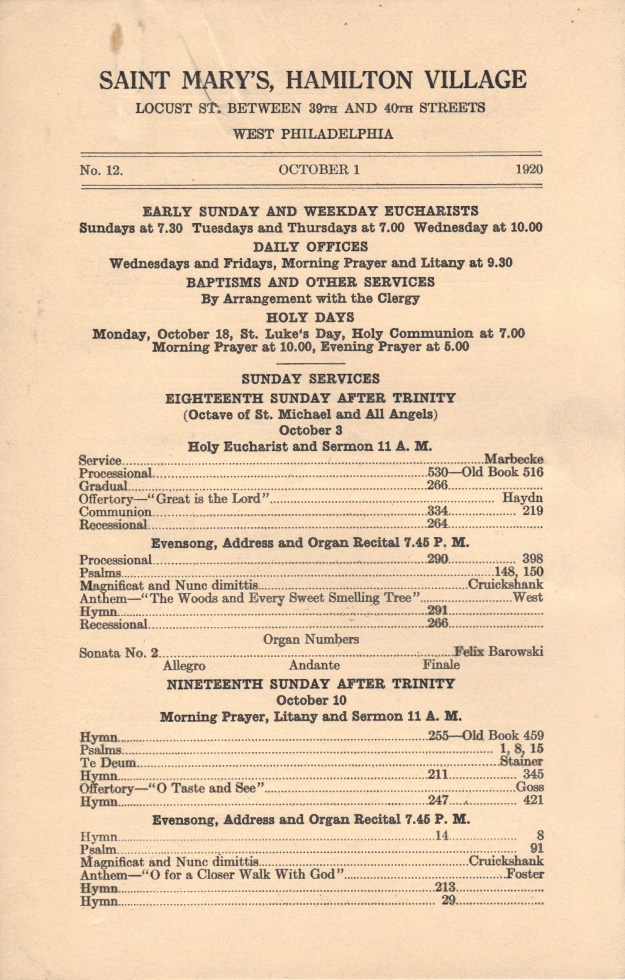 SAINT MARY'S, HAMILTON VILLAGE
LOCUST ST. BETWEEN 39TH AND 40TH STREETS
WEST PHILADELPHIA
No. 12. OCTOBER 1 1920
EARLY SUNDAY AND WEEKDAY EUCHARISTS
Sundays at 7.30 Tuesdays and Thursdays at 7.00 Wednesday at 10.00
DAILY OFFICES
Wednesdays and Fridays, Morning Prayer and Litany at 9.30
BAPTISMS AND OTHER SERVICES
By Arrangement with the Clergy
HOLY DAYS
Monday, October 18, St. Luke's Day, Holy Communion at 7.00
Morning Prayer at 10.00, Evening Prayer at 5.00
SUNDAY SERVICES
EIGHTEENTH SUNDAY AFTER TRINITY
(Octave of St. Michael and All Angels)
October 3
Holy Eucharist and Sermon 11 A. M.
Service Marbecke
Processional 530—Old Book 516
Gradual 266
Offertory—"Great is the Lord" Haydn
Communion 334 219
Recessional 264
Evensong, Address and Organ Recital 7.45 P. M.
Processional 290 398
Psalms 148, 150
Magnificat and Nunc dimittis Cruickshank
Anthem—"The Woods and Every Sweet Smelling Tree" West
Hymn 291
Recessional 266
Organ Numbers
Sonata No. 2 Felix Barowski
Allegro Andante Finale
NINETEENTH SUNDAY AFTER TRINITY
October 10
Morning Prayer, Litany and Sermon 11 A. M.
Hymn 255—Old Book 459
Psalms 1, 8, 15
Te Deum Stainer
Hymn 211 345
Offertory—"O Taste and See" Goss
Hymn 247 421
Evensong, Address and Organ Recital 7.45 P. M.
Hymn 14 8
Psalm 91
Magnificat and Nunc dimittis Cruickshank
Anthem—"O for a Closer Walk With God" Foster
Hymn 213
Hymn 29